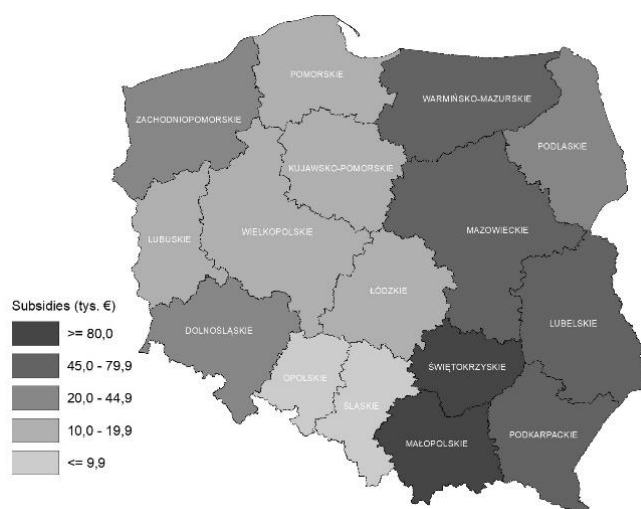 POMORSKIE
WARMIŃSKO-MAZURSKIE
ZACHODNIOPOMORSKIE
PODLASKIE
KUJAWSKO-POMORSKIE
WIELKOPOLSKIE
MAZOWIECKIE
LUBUSKIE
ŁÓDZKIE
LUBELSKIE
DOLNOŚLĄSKIE
OPOLSKIE
ŚLĄSKIE
ŚWIĘTOKRZYSKIE
MAŁOPOLSKIE
PODKARPACKIE
Subsidies (tys. €)
>= 80,0
45,0 - 79,9
20,0 - 44,9
10,0 - 19,9
<= 9,9